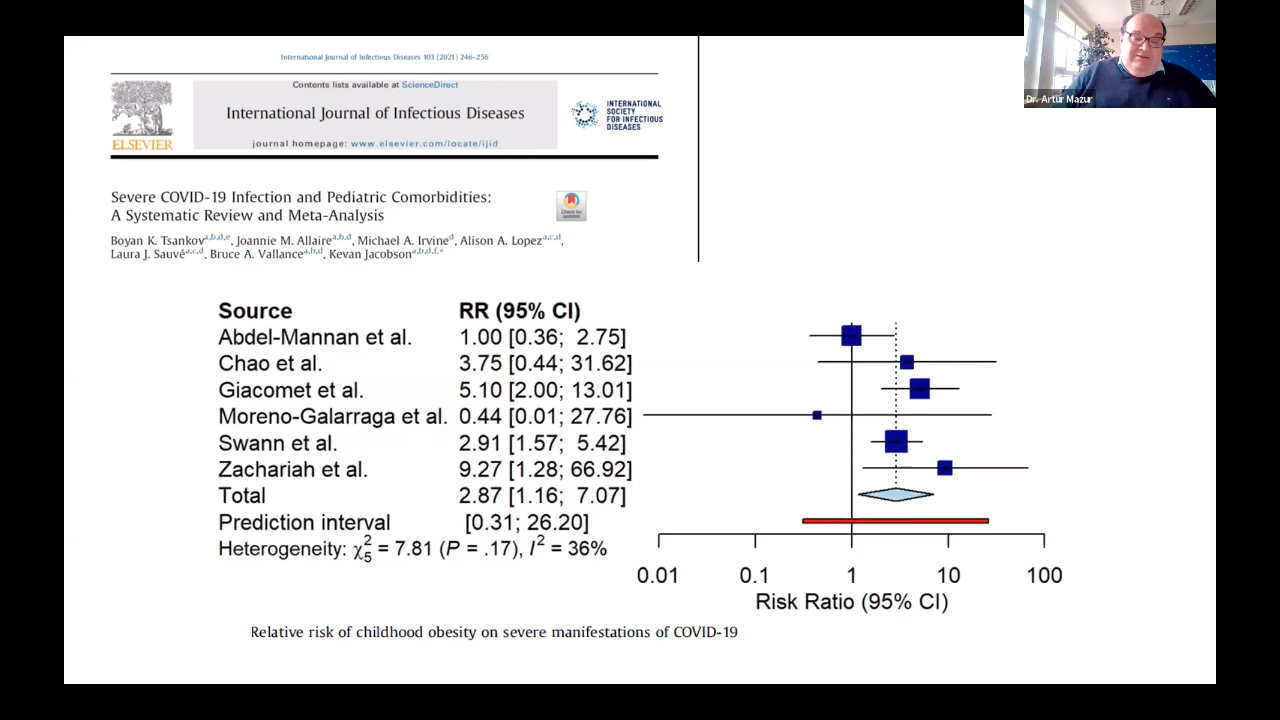 Dr. Artur Mazur
International Journal of Infectious Diseases 103 (2021) 246–256
Contents lists available at ScienceDirect
International Journal of Infectious Diseases
journal homepage: www.elsevier.com/locate/ijid
ELSEVIER
INTERNATIONAL
SOCIETY
FOR INFECTIOUS
DISEASES
Severe COVID-19 Infection and Pediatric Comorbidities:
A Systematic Review and Meta-Analysis
Check for
updates
Boyan K. Tsankov a,b,d,e, Joannie M. Allaire a,b,d, Michael A. Irvine d, Alison A. Lopez a,c,d,
Laura J. Sauvé a,c,d, Bruce A. Vallance a,b,d, Kevan Jacobson a,b,d,f,*
Source RR (95% CI)
Abdel-Mannan et al. 1.00 [0.36; 2.75]
Chao et al. 3.75 [0.44; 31.62]
Giacomet et al. 5.10 [2.00; 13.01]
Moreno-Galarraga et al. 0.44 [0.01; 27.76]
Swann et al. 2.91 [1.57; 5.42]
Zachariah et al. 9.27 [1.28; 66.92]
Total 2.87 [1.16; 7.07]
Prediction interval [0.31; 26.20]
Heterogeneity: χ²₅ = 7.81 (P = .17), I² = 36%
0.01 0.1 1 10 100
Risk Ratio (95% CI)
Relative risk of childhood obesity on severe manifestations of COVID-19